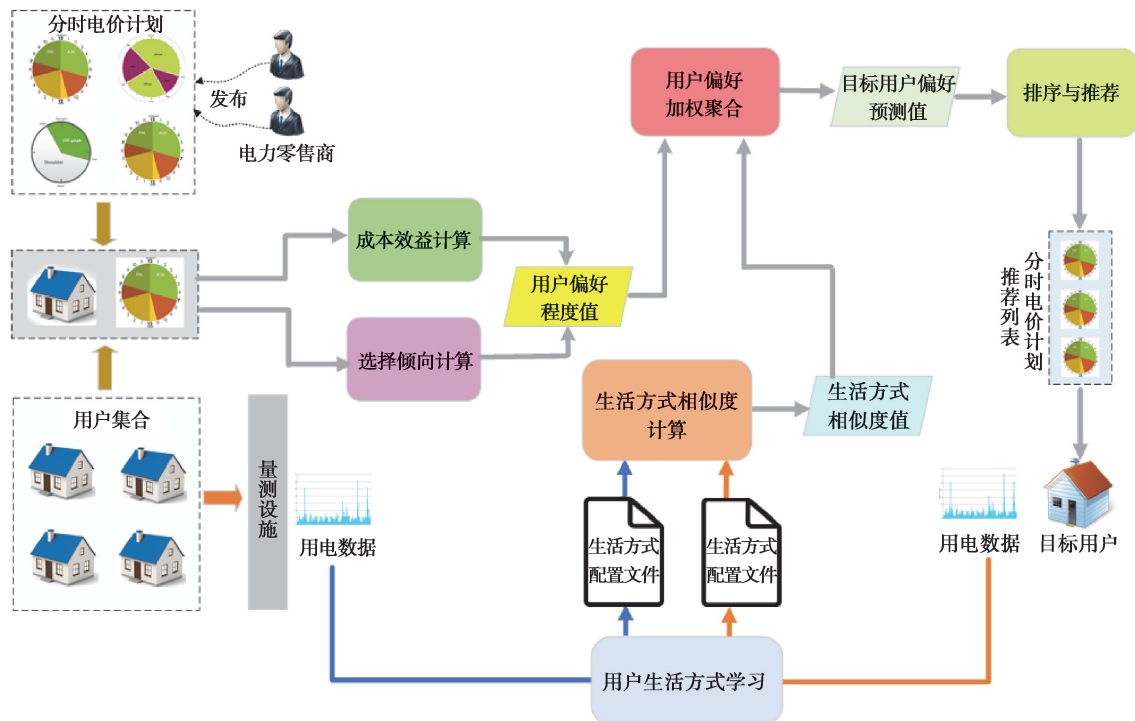 分时电价计划
发布
电力零售商
用户偏好
加权聚合
目标用户偏好
预测值
排序与推荐
成本效益计算
用户偏好
程度值
选择倾向计算
分时电价计划
推荐列表
生活方式相似度
计算
生活方式
相似度值
用户集合
量测设施
用电数据
生活方式
配置文件
生活方式
配置文件
用电数据
目标用户
用户生活方式学习